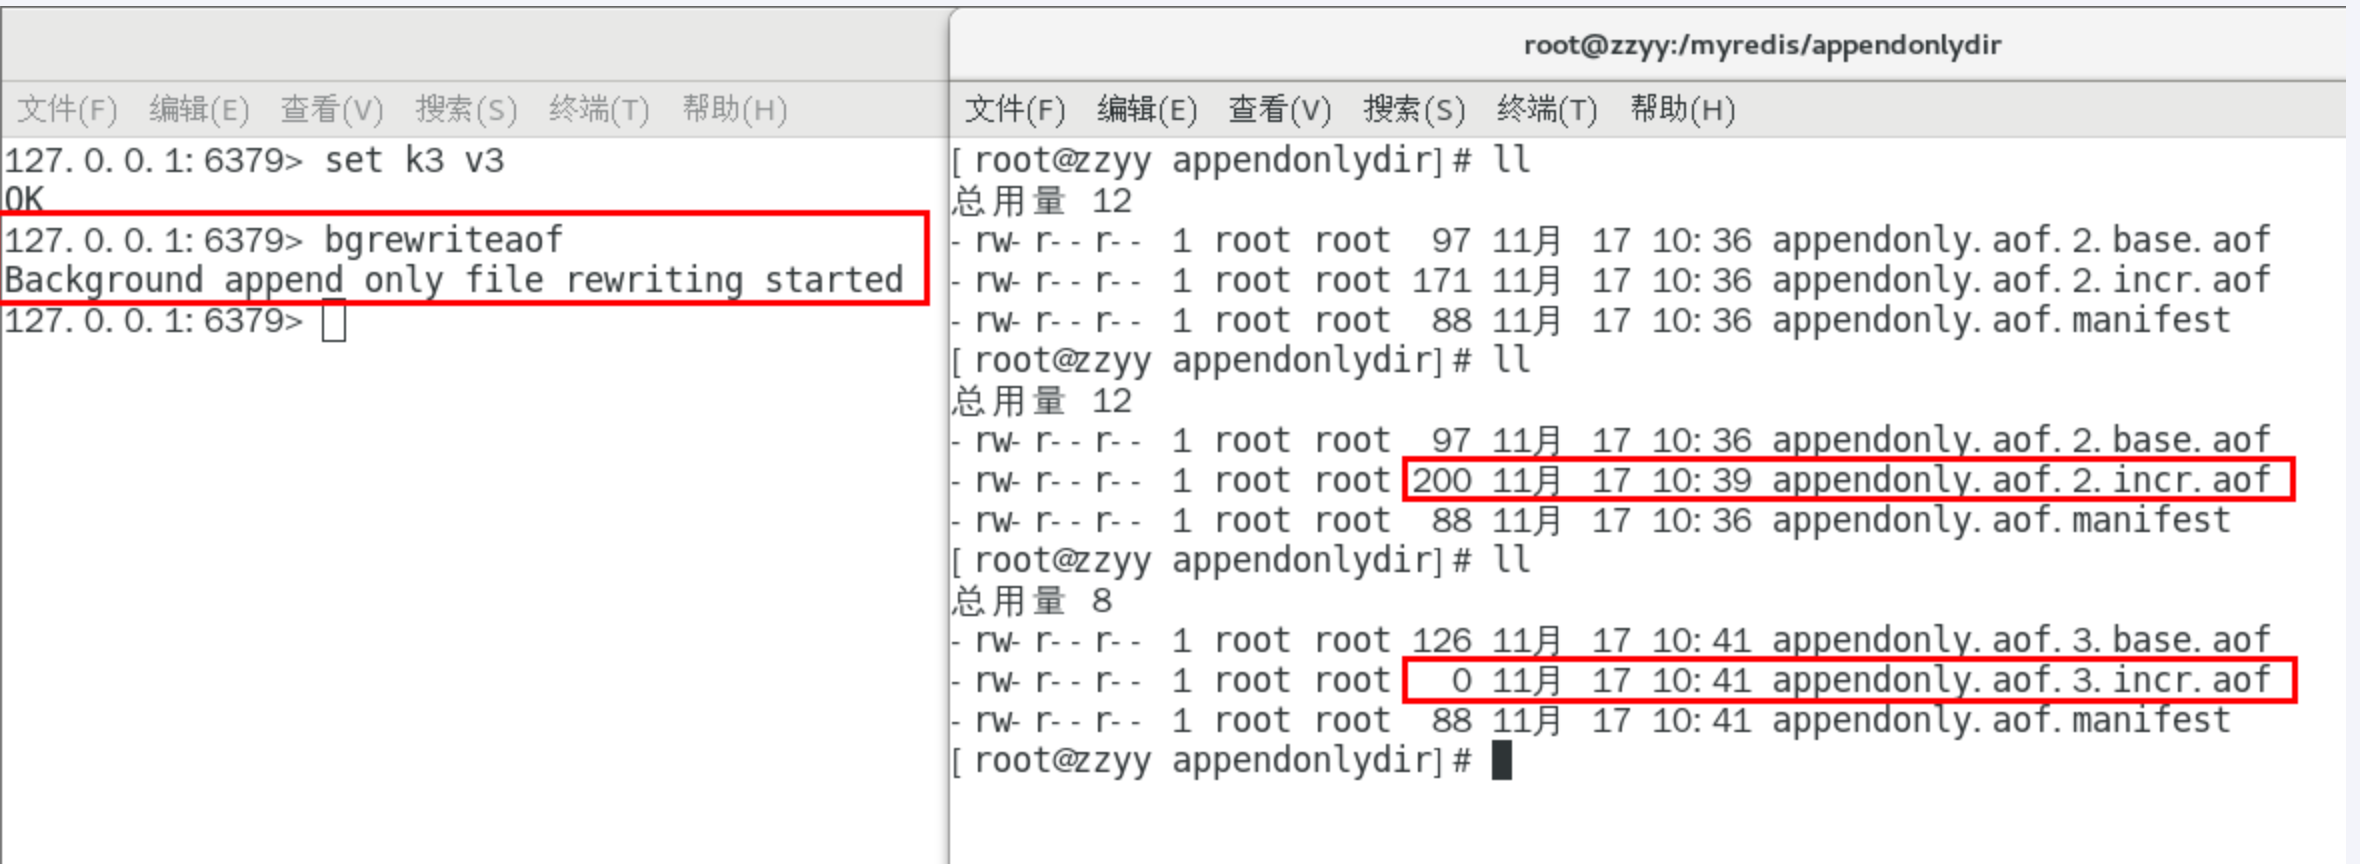 文件(F) 编辑(E) 查看(V) 搜索(S) 终端(T) 帮助(H)
127.0.0.1:6379> set k3 v3
OK
127.0.0.1:6379> bgrewriteaof
Background append only file rewriting started
127.0.0.1:6379>
root@zzyy:/myredis/appendonlydir
文件(F) 编辑(E) 查看(V) 搜索(S) 终端(T) 帮助(H)
[root@zzyy appendonlydir]# ll
总用量 12
-rw-r--r-- 1 root root  97 11月 17 10:36 appendonly.aof.2.base.aof
-rw-r--r-- 1 root root 171 11月 17 10:36 appendonly.aof.2.incr.aof
-rw-r--r-- 1 root root  88 11月 17 10:36 appendonly.aof.manifest
[root@zzyy appendonlydir]# ll
总用量 12
-rw-r--r-- 1 root root  97 11月 17 10:36 appendonly.aof.2.base.aof
-rw-r--r-- 1 root root 200 11月 17 10:39 appendonly.aof.2.incr.aof
-rw-r--r-- 1 root root  88 11月 17 10:36 appendonly.aof.manifest
[root@zzyy appendonlydir]# ll
总用量 8
-rw-r--r-- 1 root root 126 11月 17 10:41 appendonly.aof.3.base.aof
-rw-r--r-- 1 root root   0 11月 17 10:41 appendonly.aof.3.incr.aof
-rw-r--r-- 1 root root  88 11月 17 10:41 appendonly.aof.manifest
[root@zzyy appendonlydir]#